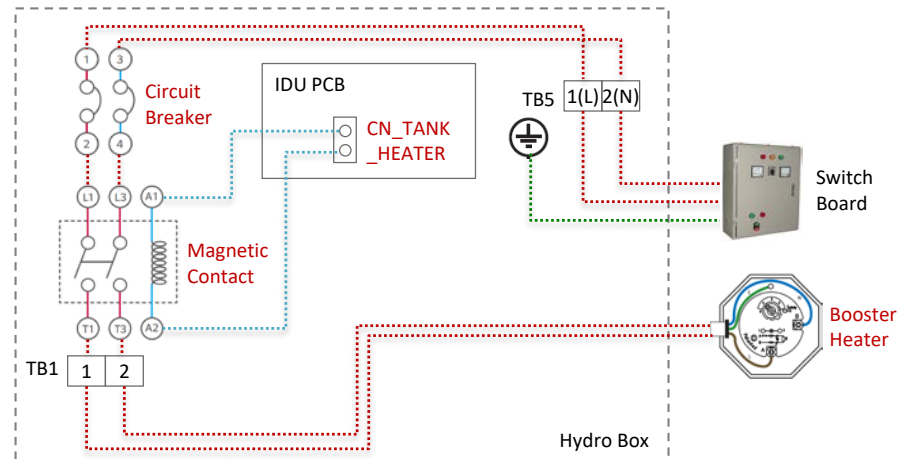 1
3
Circuit
Breaker
2
4
IDU PCB
CN_TANK
_HEATER
TB5
1(L)
2(N)
Switch
Board
L1
L3
A1
Magnetic
Contact
T1
T3
A2
TB1
1
2
Booster
Heater
Hydro Box